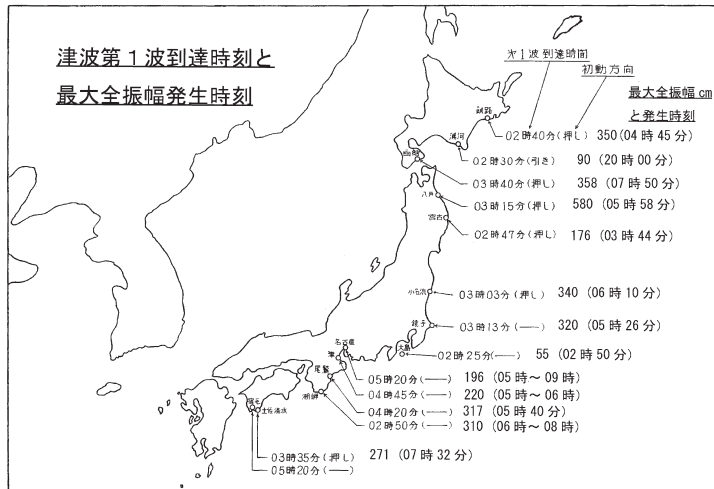 津波第１波到達時刻と
最大全振幅発生時刻
才１波到達時間
初動方向
最大全振幅 cm
と発生時刻
釧路
02時40分(押し) 350(04時45分)
浦河
02時30分(引き) 90 (20時00分)
函館
03時40分(押し) 358 (07時50分)
八戸
03時15分(押し) 580 (05時58分)
宮古
02時47分(押し) 176 (03時44分)
小名浜
03時03分(押し) 340 (06時10分)
銚子
03時13分(――) 320 (05時26分)
大島
02時25分(――) 55 (02時50分)
名古屋
05時20分(――) 196 (05時～09時)
津
04時45分(――) 220 (05時～06時)
尾鷲
04時20分(――) 317 (05時40分)
潮岬
02時50分(――) 310 (06時～08時)
土佐清水
03時35分(押し) 271 (07時32分)
05時20分(――)